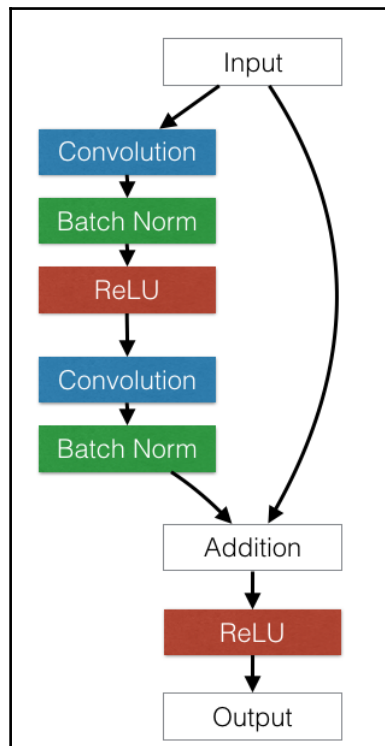 Input
Convolution
Batch Norm
ReLU
Convolution
Batch Norm
Addition
ReLU
Output